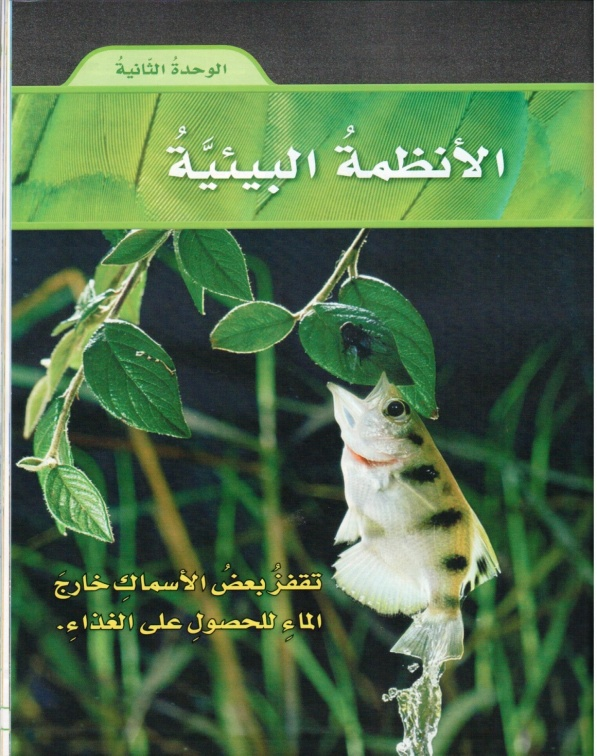 الوحدةُ الثّانيةُ
الأنظمةُ البيئيَّةُ
تقفزُ بعضُ الأسماكِ خارجَ
الماءِ للحصولِ على الغذاءِ.